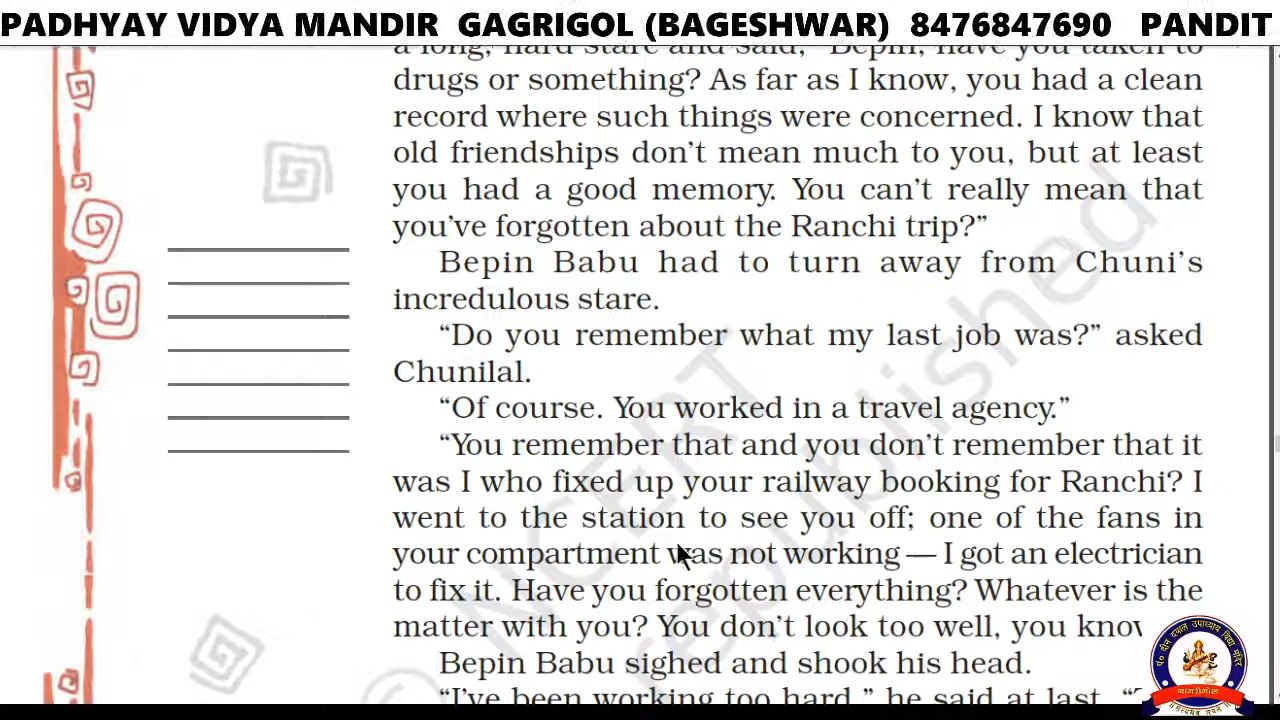 PADHYAY VIDYA MANDIR GAGRIGOL (BAGESHWAR) 8476847690 PANDIT
a long, hard stare and said, “Bepin, have you taken to
drugs or something? As far as I know, you had a clean
record where such things were concerned. I know that
old friendships don’t mean much to you, but at least
you had a good memory. You can’t really mean that
you’ve forgotten about the Ranchi trip?”
Bepin Babu had to turn away from Chuni’s
incredulous stare.
“Do you remember what my last job was?” asked
Chunilal.
“Of course. You worked in a travel agency.”
“You remember that and you don’t remember that it
was I who fixed up your railway booking for Ranchi? I
went to the station to see you off; one of the fans in
your compartment was not working — I got an electrician
to fix it. Have you forgotten everything? Whatever is the
matter with you? You don’t look too well, you know
Bepin Babu sighed and shook his head.
“I’ve been working too hard,” he said at last.
© NCERT
republished
पं० दीन दयाल उपाध्याय विद्या मंदिर
गागरीगोल